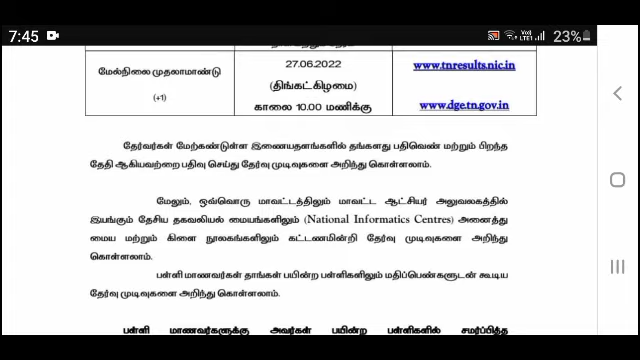 7:45
23%
27.06.2022
www.tnresults.nic.in
மேல்நிலை முதலாமாண்டு
(திங்கட்கிழமை)
(+1)
காலை 10.00 மணிக்கு
www.dge.tn.gov.in
தேர்வர்கள் மேற்கண்டுள்ள இணையதளங்களில் தங்களது பதிவெண் மற்றும் பிறந்த
தேதி ஆகியவற்றை பதிவு செய்து தேர்வு முடிவுகளை அறிந்து கொள்ளலாம்.
மேலும், ஒவ்வொரு மாவட்டத்திலும் மாவட்ட ஆட்சியர் அலுவலகத்தில்
இயங்கும் தேசிய தகவலியல் மையங்களிலும் (National Informatics Centres) அனைத்து
மைய மற்றும் கிளை நூலகங்களிலும் கட்டணமின்றி தேர்வு முடிவுகளை அறிந்து
கொள்ளலாம்.
பள்ளி மாணவர்கள் தாங்கள் பயின்ற பள்ளிகளிலும் மதிப்பெண்களுடன் கூடிய
தேர்வு முடிவுகளை அறிந்து கொள்ளலாம்.
பள்ளி மாணவர்களுக்கு அவர்கள் பயின்ற பள்ளிகளில் சமர்ப்பித்த